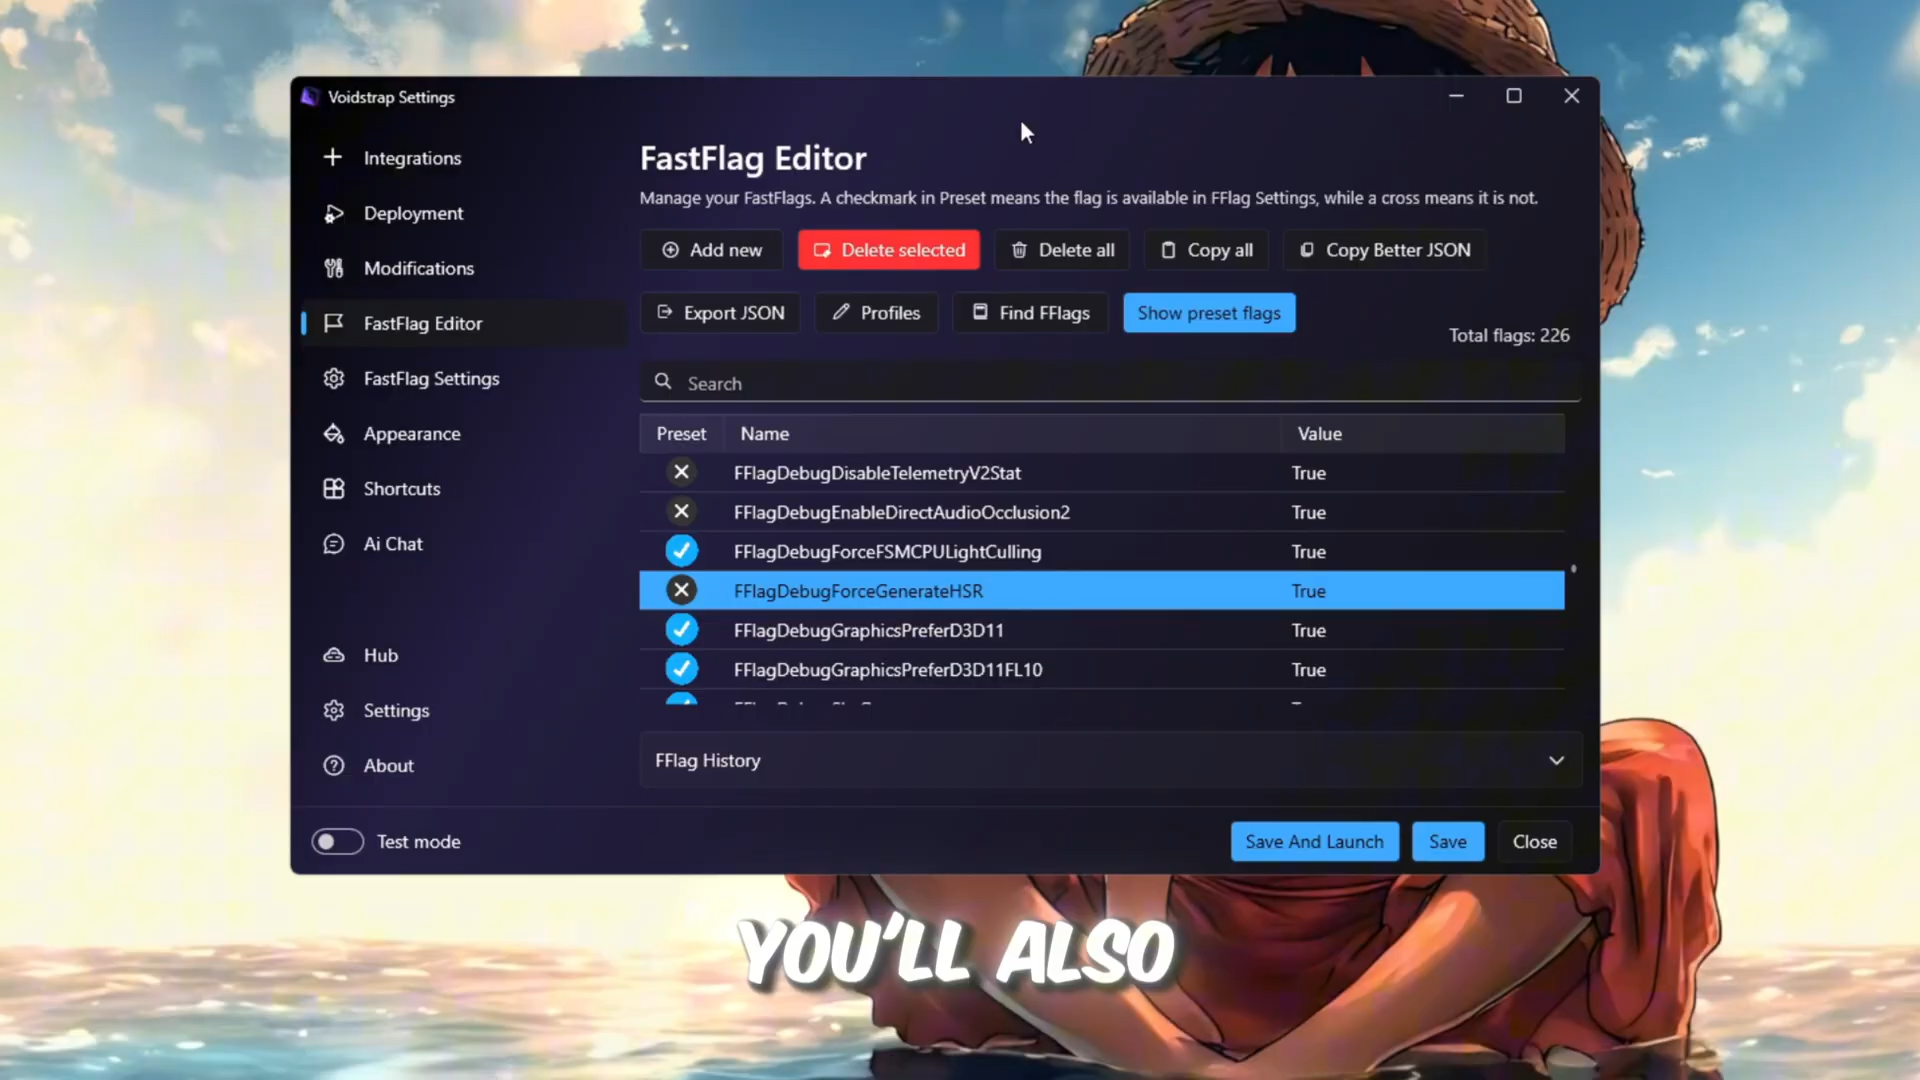 Voidstrap Settings
Integrations
Deployment
Modifications
FastFlag Editor
FastFlag Settings
Appearance
Shortcuts
Ai Chat
Hub
Settings
About
Test mode
FastFlag Editor
Manage your FastFlags. A checkmark in Preset means the flag is available in FFlag Settings, while a cross means it is not.
Add new Delete selected Delete all Copy all Copy Better JSON
Export JSON Profiles Find FFlags Show preset flags
Total flags: 226
Search
Preset Name Value
FFlagDebugDisableTelemetryV2Stat True
FFlagDebugEnableDirectAudioOcclusion2 True
FFlagDebugForceFSMCPULightCulling True
FFlagDebugForceGenerateHSR True
FFlagDebugGraphicsPreferD3D11 True
FFlagDebugGraphicsPreferD3D11FL10 True
FFlag History
Save And Launch Save Close
YOU'LL ALSO